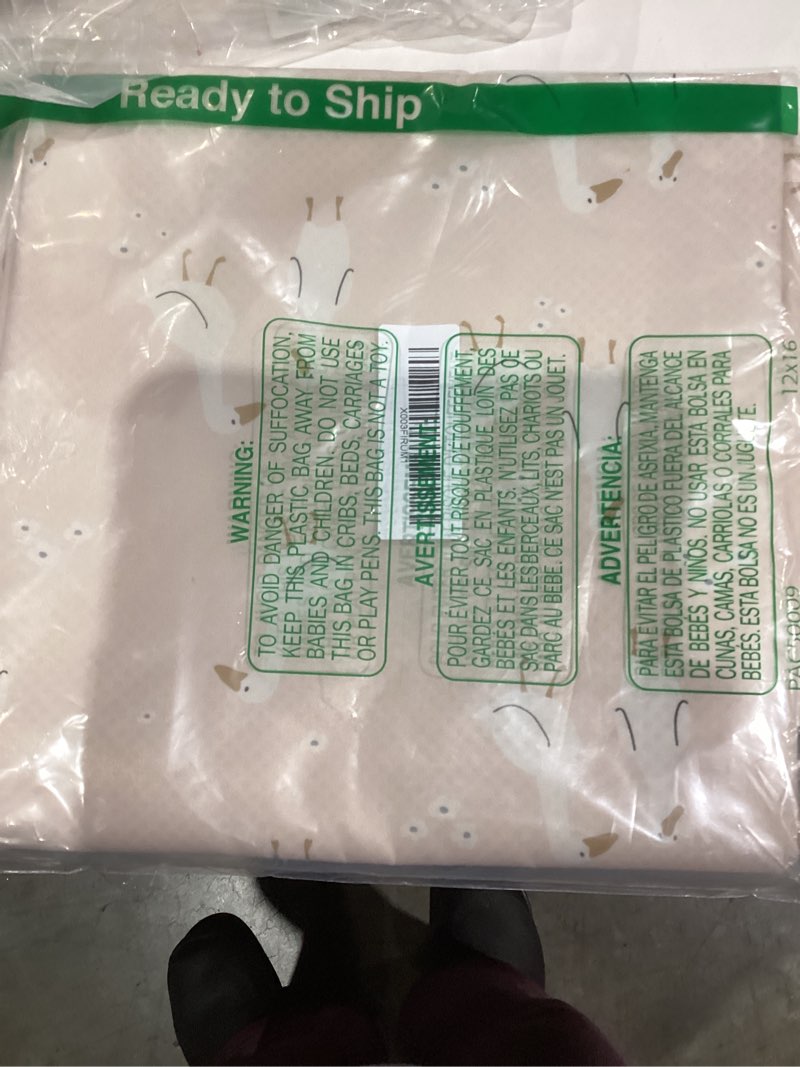 Ready to Ship
WARNING:
TO AVOID DANGER OF SUFFOCATION,
KEEP THIS PLASTIC BAG AWAY FROM
BABIES AND CHILDREN. DO NOT USE
THIS BAG IN CRIBS, BEDS, CARRIAGES
OR PLAY PENS. THIS BAG IS NOT A TOY.
AVERTISSEMENT:
POUR ÉVITER TOUT RISQUE D'ÉTOUFFEMENT,
GARDEZ CE SAC EN PLASTIQUE LOIN DES
BEBÉS ET LES ENFANTS. N'UTILISEZ PAS DE
SAC DANS LES BERCEAUX, LITS, CHARIOTS OU
PARC AU BEBE. CE SAC N'EST PAS UN JOUET.
ADVERTENCIA:
PARA EVITAR EL PELIGRO DE ASFIXIA, MANTENGA
ESTA BOLSA DE PLASTICO FUERA DEL ALCANCE
DE BEBÉS Y NIÑOS. NO USAR ESTA BOLSA EN
CUNAS, CAMAS, CARRIOLAS O CORRALES PARA
BEBÉS. ESTA BOLSA NO ES UN JUGUETE.
12x16